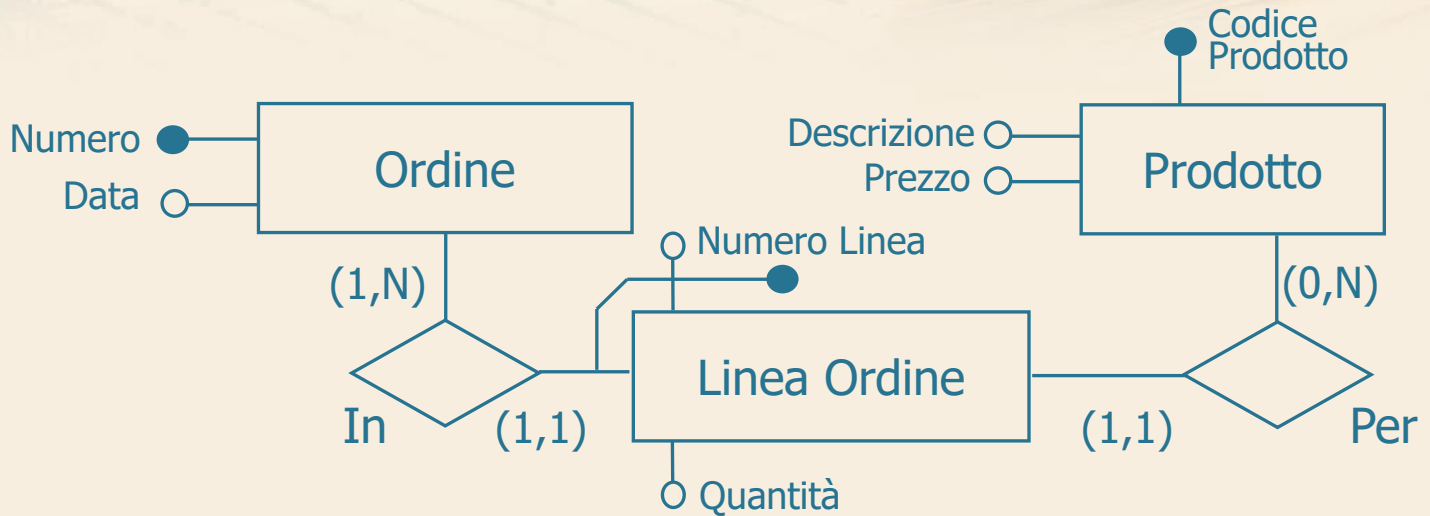 Codice
Prodotto
Numero
Data
Ordine
Descrizione
Prezzo
Prodotto
Numero Linea
(1,N)
(0,N)
Linea Ordine
In
(1,1)
(1,1)
Per
Quantità